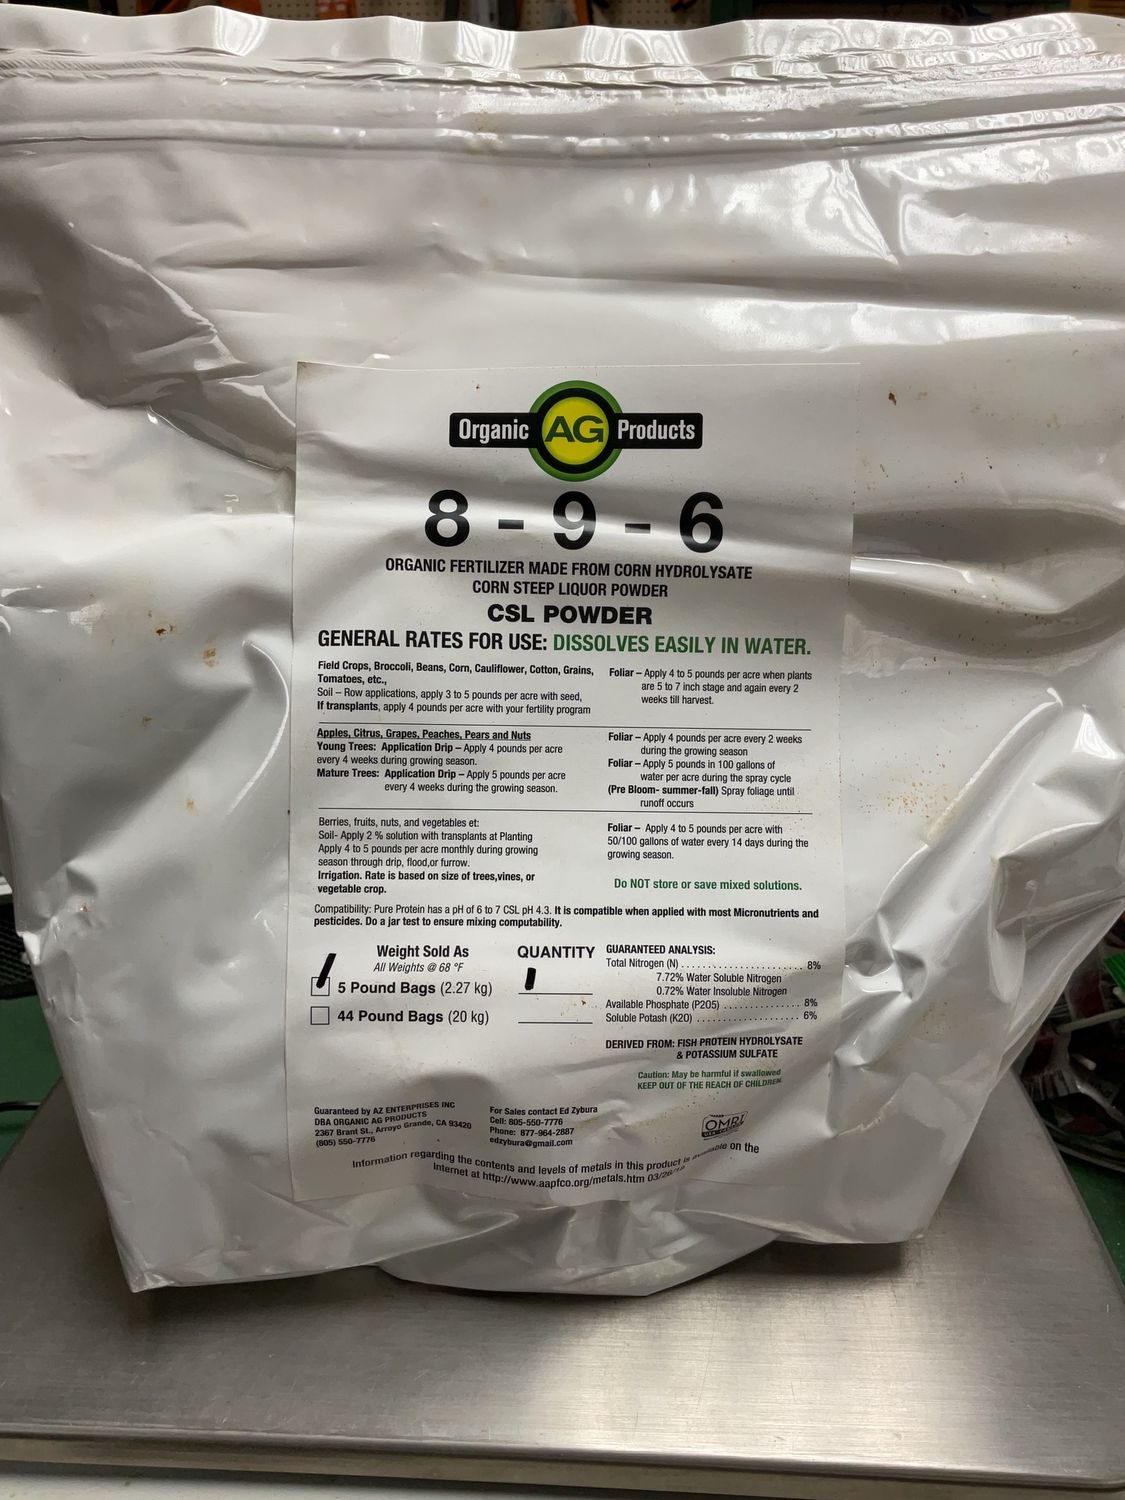 Organic AG Products
8 - 9 - 6
ORGANIC FERTILIZER MADE FROM CORN HYDROLYSATE
CORN STEEP LIQUOR POWDER
CSL POWDER
GENERAL RATES FOR USE: DISSOLVES EASILY IN WATER.
Field Crops, Broccoli, Beans, Corn, Cauliflower, Cotton, Grains,
Tomatoes, etc.,
Soil – Row applications, apply 3 to 5 pounds per acre with seed,
If transplants, apply 4 pounds per acre with your fertility program
Foliar – Apply 4 to 5 pounds per acre when plants
are 5 to 7 inch stage and again every 2
weeks till harvest.
Apples, Citrus, Grapes, Peaches, Pears and Nuts
Young Trees: Application Drip – Apply 4 pounds per acre
every 4 weeks during growing season.
Mature Trees: Application Drip – Apply 5 pounds per acre
every 4 weeks during the growing season.
Foliar – Apply 4 pounds per acre every 2 weeks
during the growing season
Foliar – Apply 5 pounds in 100 gallons of
water per acre during the spray cycle
(Pre Bloom- summer-fall) Spray foliage until
runoff occurs
Berries, fruits, nuts, and vegetables et:
Soil- Apply 2 % solution with transplants at Planting
Apply 4 to 5 pounds per acre monthly during growing
season through drip, flood,or furrow.
Irrigation. Rate is based on size of trees,vines, or
vegetable crop.
Foliar – Apply 4 to 5 pounds per acre with
50/100 gallons of water every 14 days during the
growing season.
Do NOT store or save mixed solutions.
Compatibility: Pure Protein has a pH of 6 to 7 CSL pH 4.3. It is compatible when applied with most Micronutrients and
pesticides. Do a jar test to ensure mixing computability.
Weight Sold As
All Weights @ 68 °F
5 Pound Bags (2.27 kg)
44 Pound Bags (20 kg)
QUANTITY
1
GUARANTEED ANALYSIS:
Total Nitrogen (N) ........................ 8%
7.72% Water Soluble Nitrogen
0.72% Water Insoluble Nitrogen
Available Phosphate (P2O5) ............... 8%
Soluble Potash (K2O) ..................... 6%
DERIVED FROM: FISH PROTEIN HYDROLYSATE
& POTASSIUM SULFATE
Caution: May be harmful if swallowed
KEEP OUT OF THE REACH OF CHILDREN
Guaranteed by AZ ENTERPRISES INC
DBA ORGANIC AG PRODUCTS
2367 Brant St., Arroyo Grande, CA 93420
(805) 550-7776
For Sales contact Ed Zybura
Cell: 805-550-7776
Phone: 877-964-2887
edzybura@gmail.com
OMRI
Information regarding the contents and levels of metals in this product is available on the
Internet at http://www.aapfco.org/metals.htm